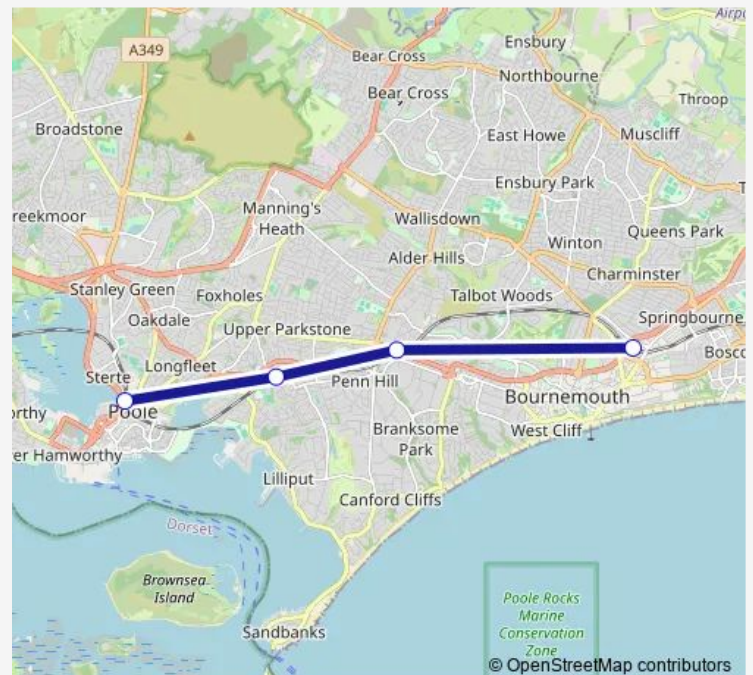 Airp
A349
Ensbury
Bear Cross
Northbourne
Bear Cross
Throop
Broadstone
East Howe
Muscliff
Ensbury Park
T
reekmoor
Manning's
Heath
Wallisdown
Queens Park
Winton
Alder Hills
Charminster
Stanley Green
Foxholes
Talbot Woods
Oakdale
Upper Parkstone
Springbourne
Longfleet
Bosco
Sterte
Penn Hill
Poole
Bournemouth
orthy
Branksome
Park
West Cliff
er Hamworthy
Lilliput
Canford Cliffs
Dorset
Brownsea
Island
Poole Rocks
Marine
Conservation
Zone
Sandbanks
© OpenStreetMap contributors